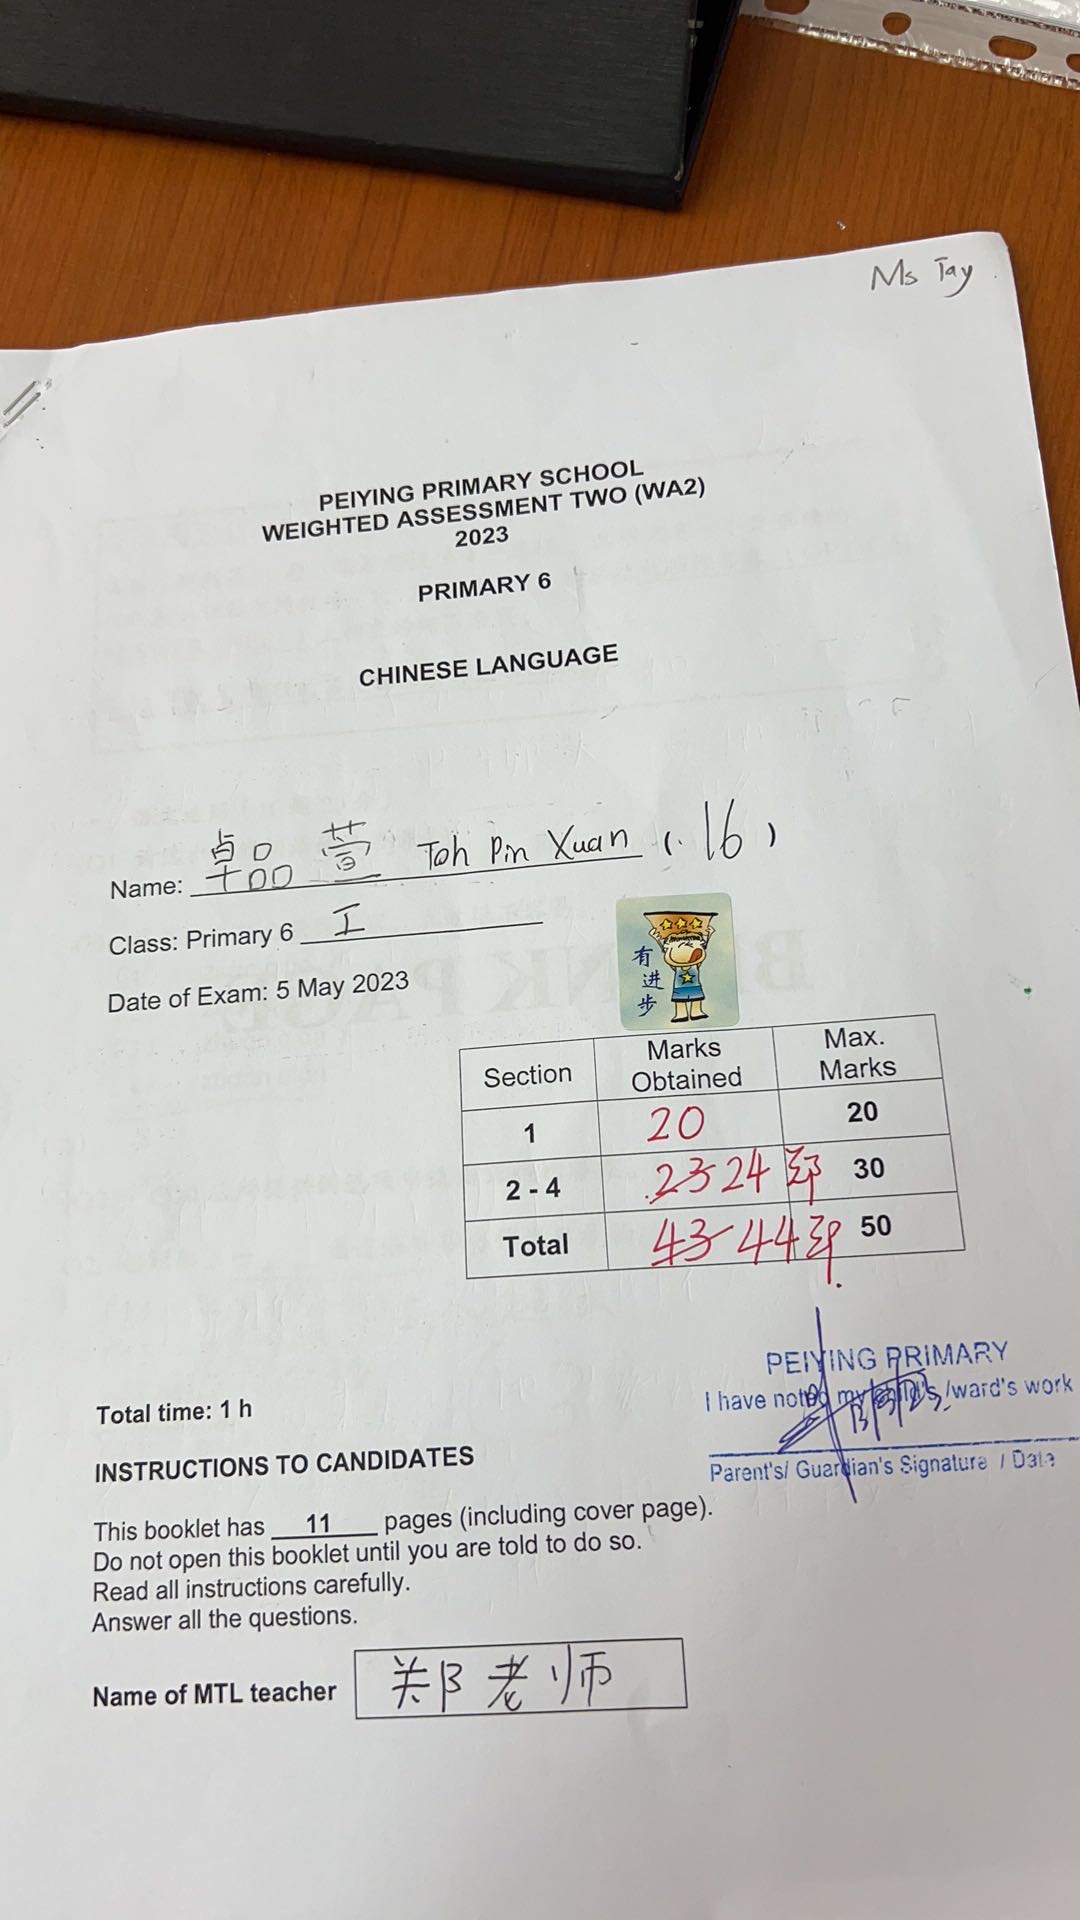 Ms Tay
PEIYING PRIMARY SCHOOL
WEIGHTED ASSESSMENT TWO (WA2)
2023
PRIMARY 6
CHINESE LANGUAGE
Name: 卓品萱 Toh Pin Xuan (16)
Class: Primary 6 I
Date of Exam: 5 May 2023
有进步
Section Marks Obtained Max. Marks
1 20 20
2 - 4 23 24 30
Total 43 44 50
PEIYING PRIMARY
I have noted my child's /ward's work
Parent's/ Guardian's Signature / Date
Total time: 1 h
INSTRUCTIONS TO CANDIDATES
This booklet has 11 pages (including cover page).
Do not open this booklet until you are told to do so.
Read all instructions carefully.
Answer all the questions.
Name of MTL teacher 郑老师